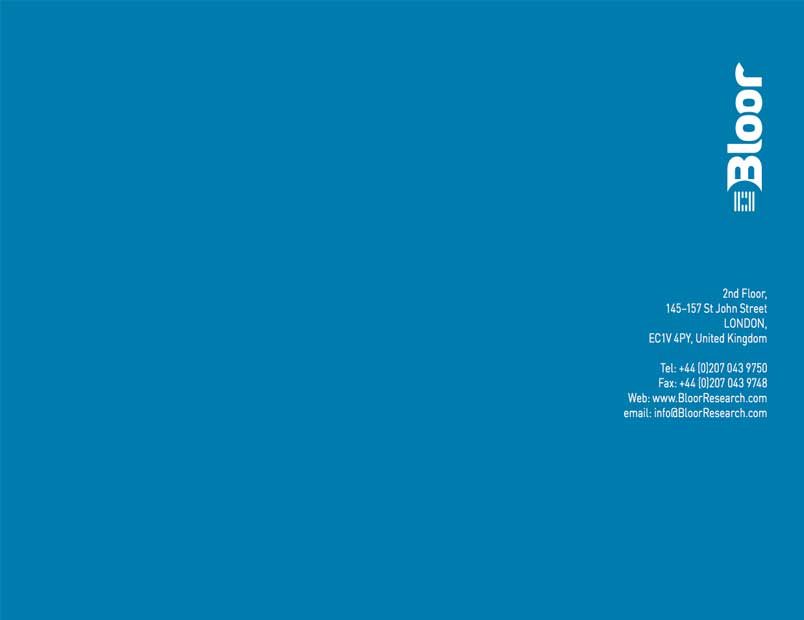 Bloor
2nd Floor,
145–157 St John Street
LONDON,
EC1V 4PY, United Kingdom
Tel: +44 (0)207 043 9750
Fax: +44 (0)207 043 9748
Web: www.BloorResearch.com
email: info@BloorResearch.com